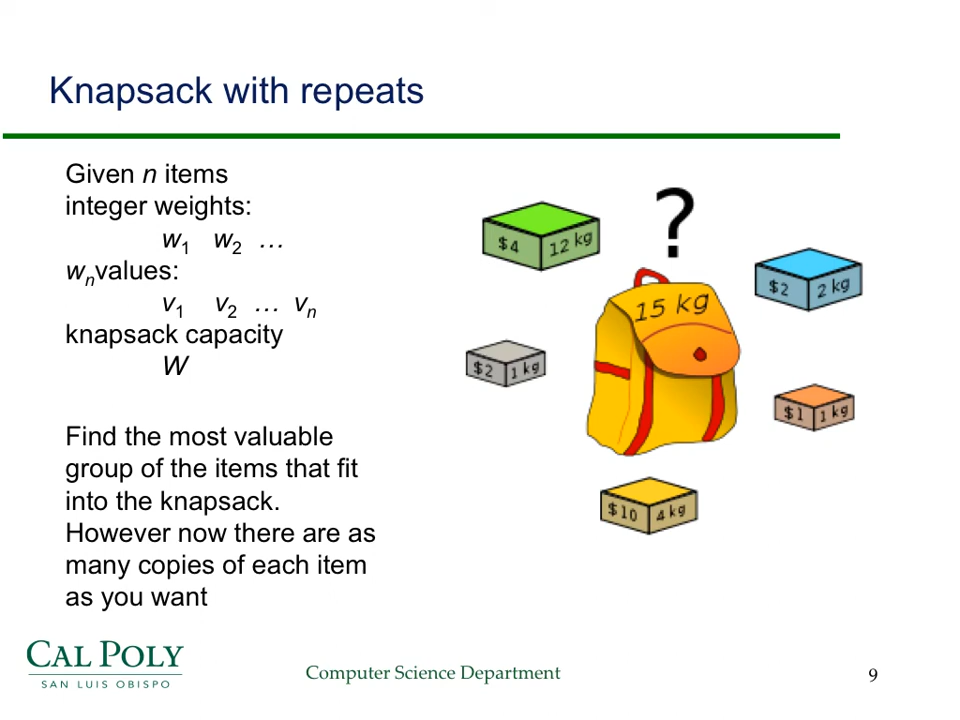 Knapsack with repeats
Given n items
integer weights:
w1 w2 …
wnvalues:
v1 v2 … vn
knapsack capacity
W
Find the most valuable
group of the items that fit
into the knapsack.
However now there are as
many copies of each item
as you want
?
$4 12 kg
$2 2 kg
15 kg
$2 1 kg
$1 1 kg
$10 4 kg
CAL POLY
SAN LUIS OBISPO
Computer Science Department
9